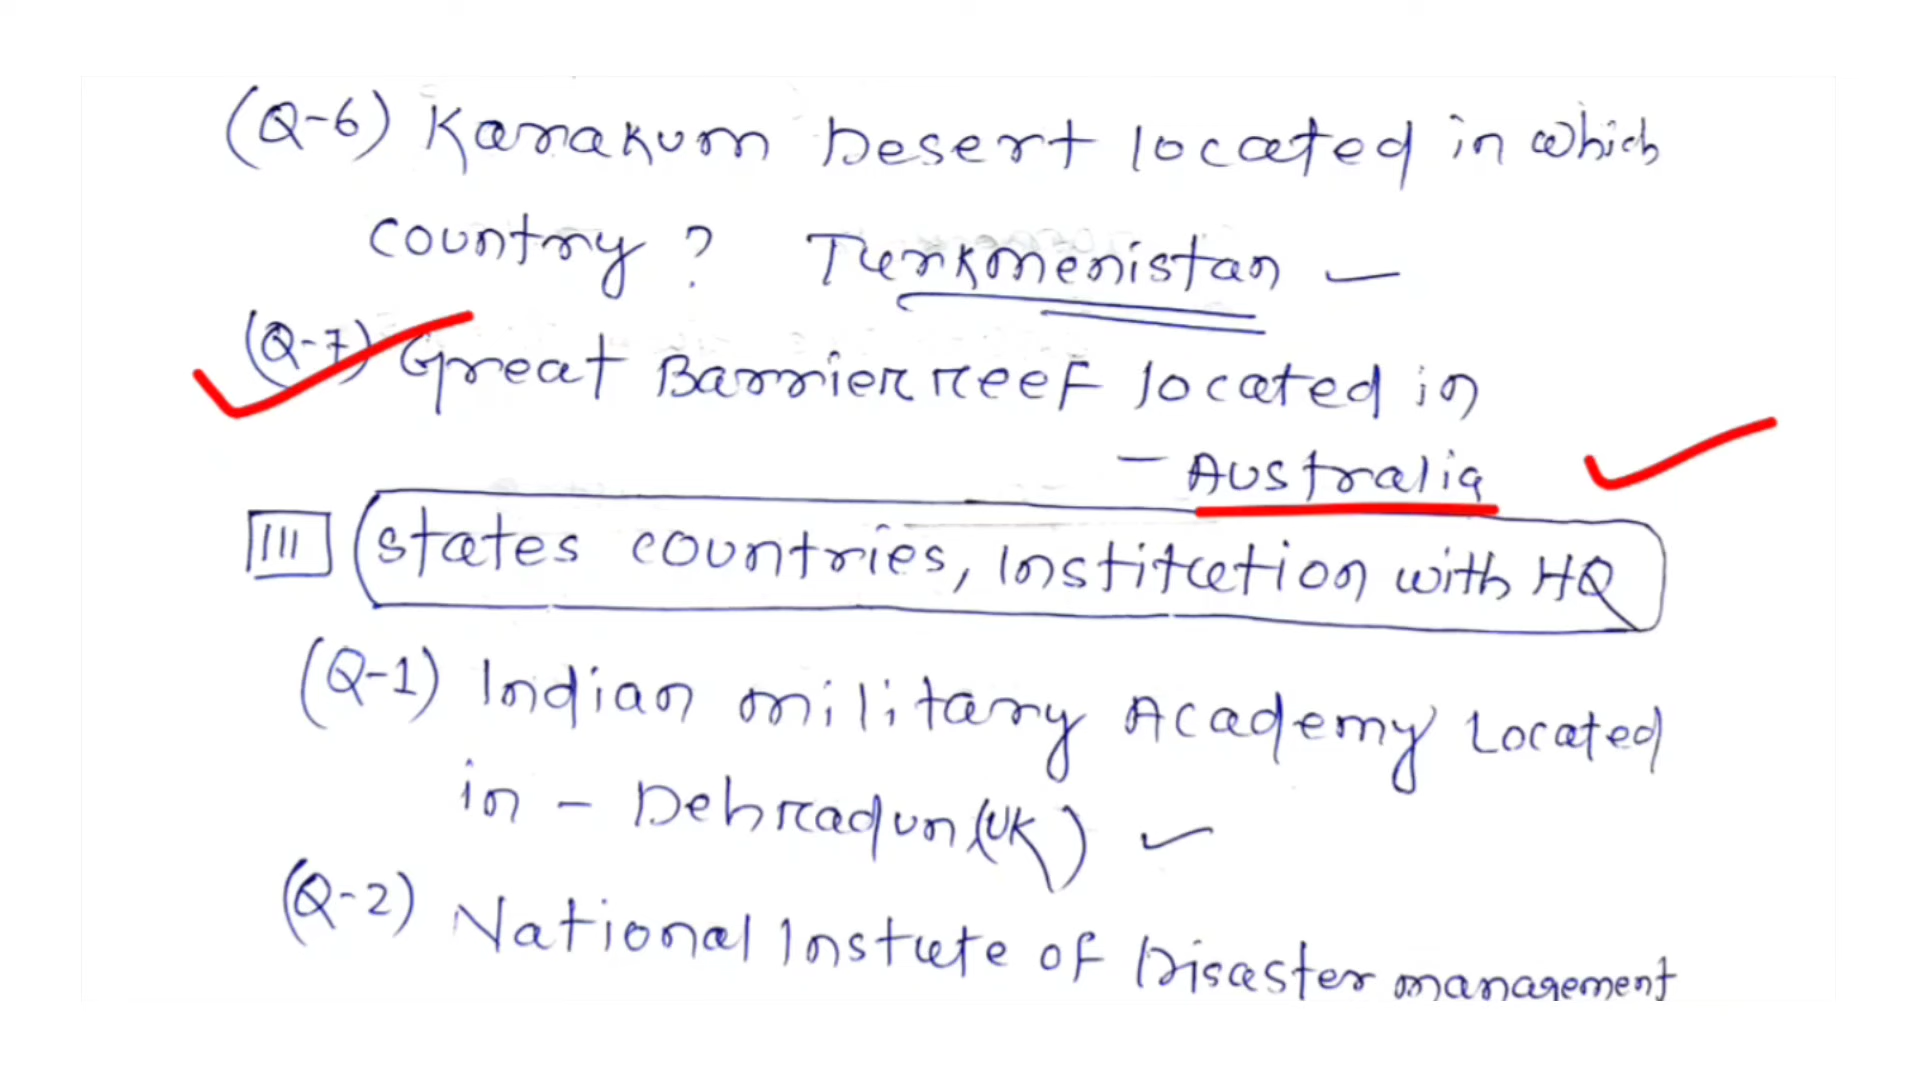 (Q-6) Karakum Desert located in which
country ? Turkmenistan
(Q-7) Great Barrier reef located in
- Australia
III states countries, Institution with HQ
(Q-1) Indian military Academy Located
in - Dehradun (UK)
(Q-2) National Instute of Disaster management